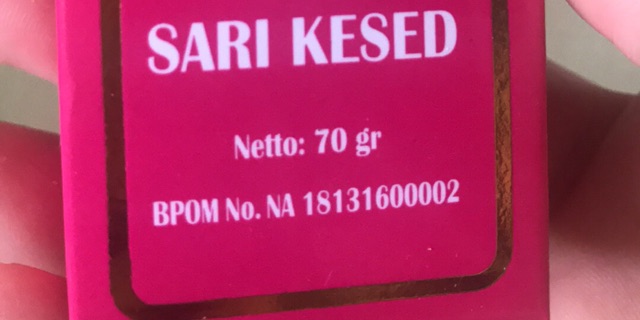 SARI KESED
Netto: 70 gr
BPOM No. NA 18131600002